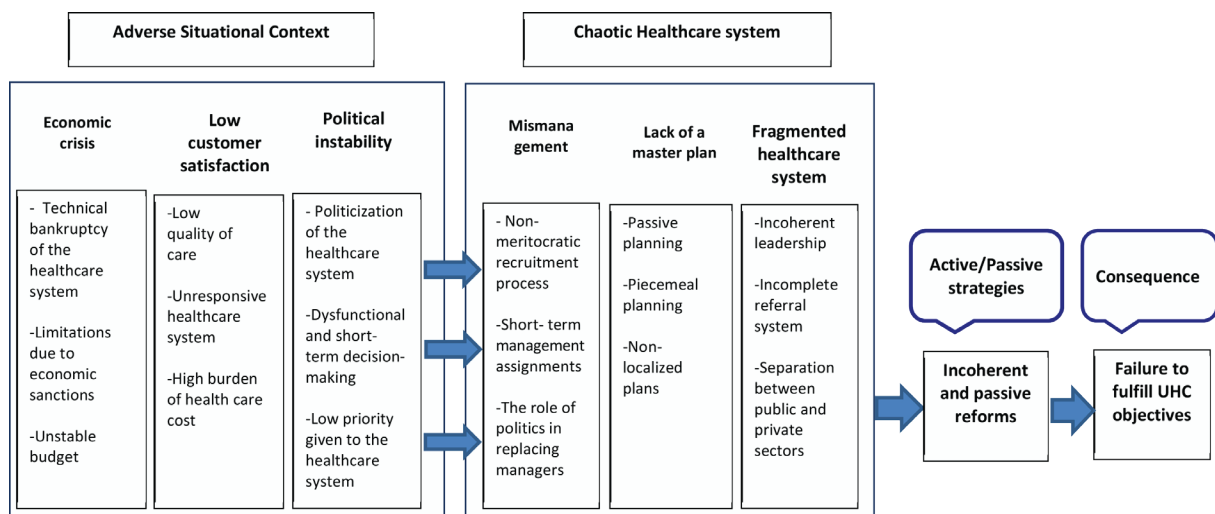 Adverse Situational Context
Chaotic Healthcare system
Economic
crisis
Low
customer
satisfaction
Political
instability
Mismana
gement
Lack of a
master plan
Fragmented
healthcare
system
- Technical
bankruptcy
of the
healthcare
system
-Limitations
due to
economic
sanctions
-Unstable
budget
-Low
quality of
care
-Unresponsive
healthcare
system
-High burden
of health care
cost
- Politicization
of the
healthcare
system
-Dysfunctional
and short-
term decision-
making
-Low priority
given to the
healthcare
system
- Non-
meritocratic
recruitment
process
-Short- term
management
assignments
-The role of
politics in
replacing
managers
-Passive
planning
-Piecemeal
planning
-Non-
localized
plans
-Incoherent
leadership
-Incomplete
referral
system
-Separation
between
public and
private
sectors
Active/Passive
strategies
Incoherent
and passive
reforms
Consequence
Failure to
fulfill UHC
objectives